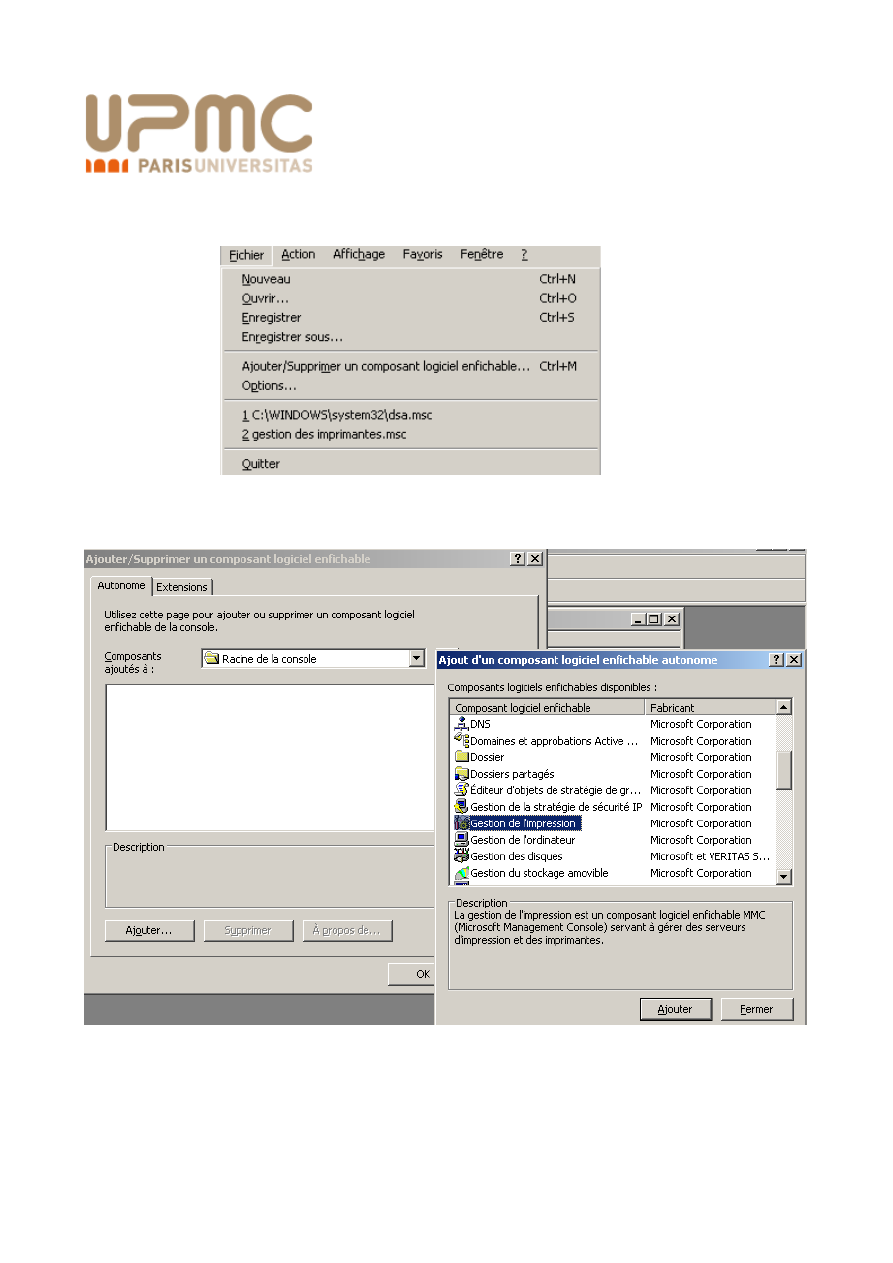 UPMC
PARISUNIVERSITAS
Fichier Action Affichage Favoris Fenêtre ?
Nouveau Ctrl+N
Ouvrir... Ctrl+O
Enregistrer Ctrl+S
Enregistrer sous...
Ajouter/Supprimer un composant logiciel enfichable... Ctrl+M
Options...
1 C:\WINDOWS\system32\dsa.msc
2 gestion des imprimantes.msc
Quitter
Ajouter/Supprimer un composant logiciel enfichable
Autonome Extensions
Utilisez cette page pour ajouter ou supprimer un composant logiciel
enfichable de la console.
Composants
ajoutés à :
Racine de la console
Description
Ajouter... Supprimer À propos de...
OK
Ajout d'un composant logiciel enfichable autonome
Composants logiciels enfichables disponibles :
Composant logiciel enfichable Fabricant
DNS Microsoft Corporation
Domaines et approbations Active ... Microsoft Corporation
Dossier Microsoft Corporation
Dossiers partagés Microsoft Corporation
Éditeur d'objets de stratégie de gr... Microsoft Corporation
Gestion de la stratégie de sécurité IP Microsoft Corporation
Gestion de l'impression Microsoft Corporation
Gestion de l'ordinateur Microsoft Corporation
Gestion des disques Microsoft et VERITAS S...
Gestion du stockage amovible Microsoft Corporation
Description
La gestion de l'impression est un composant logiciel enfichable MMC
(Microsoft Management Console) servant à gérer des serveurs
d'impression et des imprimantes.
Ajouter Fermer